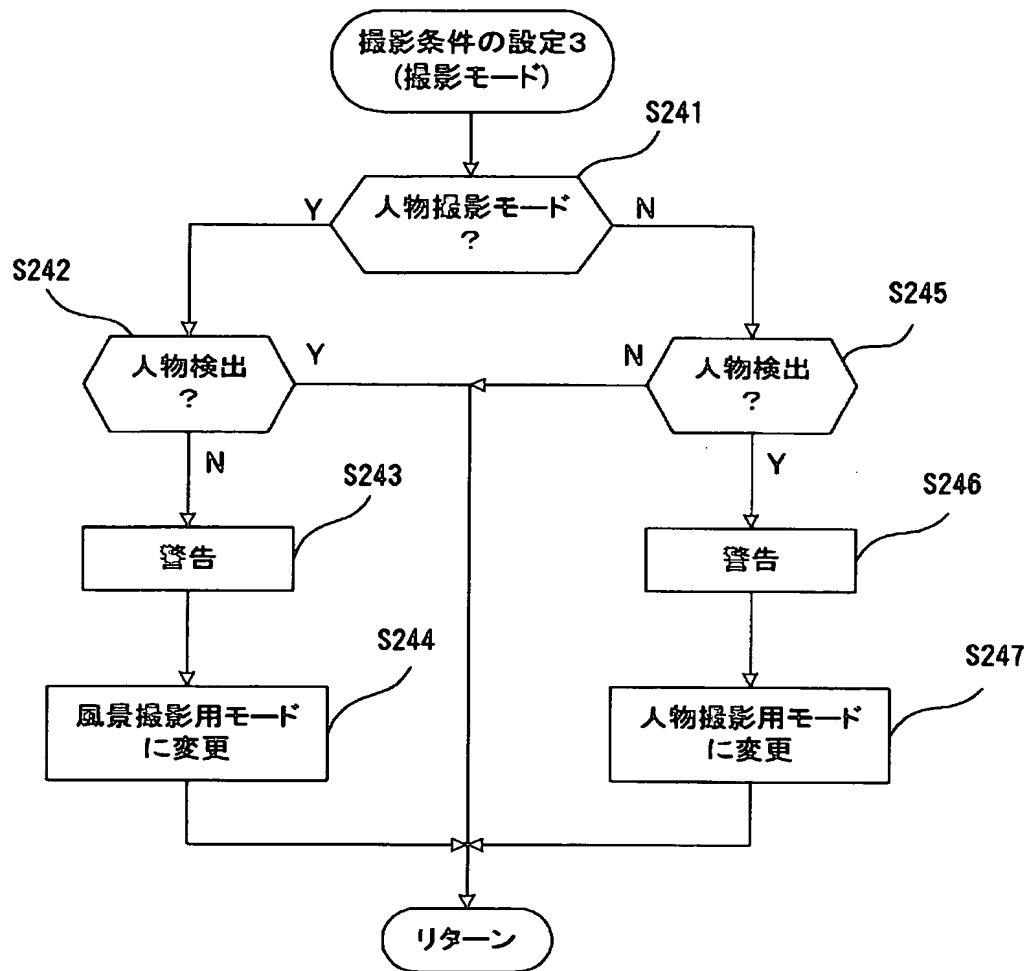 撮影条件の設定3
(撮影モード)
S241
人物撮影モード
?
Y
N
S242
人物検出
?
Y
N
S245
人物検出
?
N
Y
S243
警告
S246
警告
S244
風景撮影用モード
に変更
S247
人物撮影用モード
に変更
リターン